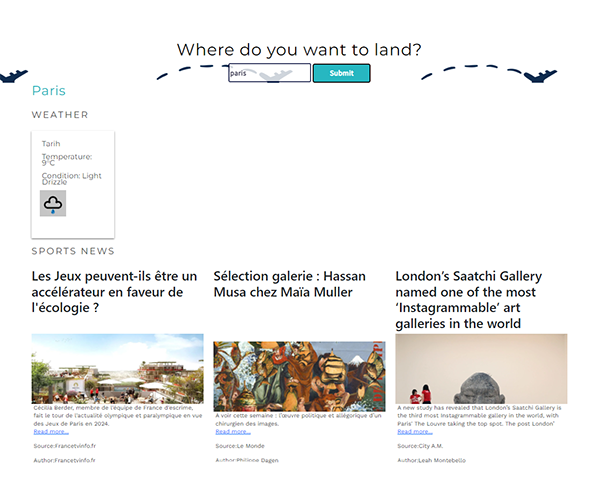 Where do you want to land?
paris
Submit
Paris
WEATHER
Tarih
Temperature:
9°C
Condition: Light
Drizzle
SPORTS NEWS
Les Jeux peuvent-ils être un
accélérateur en faveur de
l'écologie ?
Cécilia Berder, membre de l'équipe de France d'escrime,
fait le tour de l'actualité olympique et paralympique en vue
des Jeux de Paris en 2024.
Read more...
Source:Francetvinfo.fr
Author:Francetvinfo.fr
Sélection galerie : Hassan
Musa chez Maïa Muller
A voir cette semaine : l'œuvre politique et allégorique d'un
chirurgien des images.
Read more...
Source:Le Monde
Author:Philippe Dagen
London's Saatchi Gallery
named one of the most
‘Instagrammable’ art
galleries in the world
A new study has revealed that London's Saatchi Gallery is
the third most Instagrammable gallery in the world, with
Paris' The Louvre taking the top spot. The post London'
Read more...
Source:City A.M.
Author:Leah Montebello